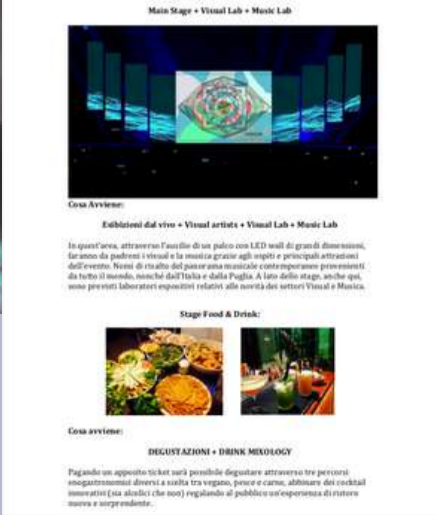 Main Stage + Visual Lab + Music Lab
Cosa Avviene:
Esibizioni dal vivo + Visual artists + Visual Lab + Music Lab
In quest'area, attraverso l'ausilio di un palco con LED wall di grandi dimensioni,
faranno da padroni i visual e la musica grazie agli ospiti e principali attrazioni
dell'evento. Nomi di risalto del panorama musicale contemporaneo provenienti
da tutto il mondo, nonché dall'Italia e dalla Puglia. A lato dello stage, anche qui,
sono previsti laboratori espositivi relativi alle novità dei settori Visual e Musica.
Stage Food & Drink:
Cosa avviene:
DEGUSTAZIONI + DRINK MIXOLOGY
Pagando un apposito ticket sarà possibile degustare attraverso tre percorsi
enogastronomici diversi a scelta tra vegano, pesce e carne, abbinare dei cocktail
innovativi (sia alcolici che non) regalando al pubblico un'esperienza di ristoro
nuova e sorprendente.